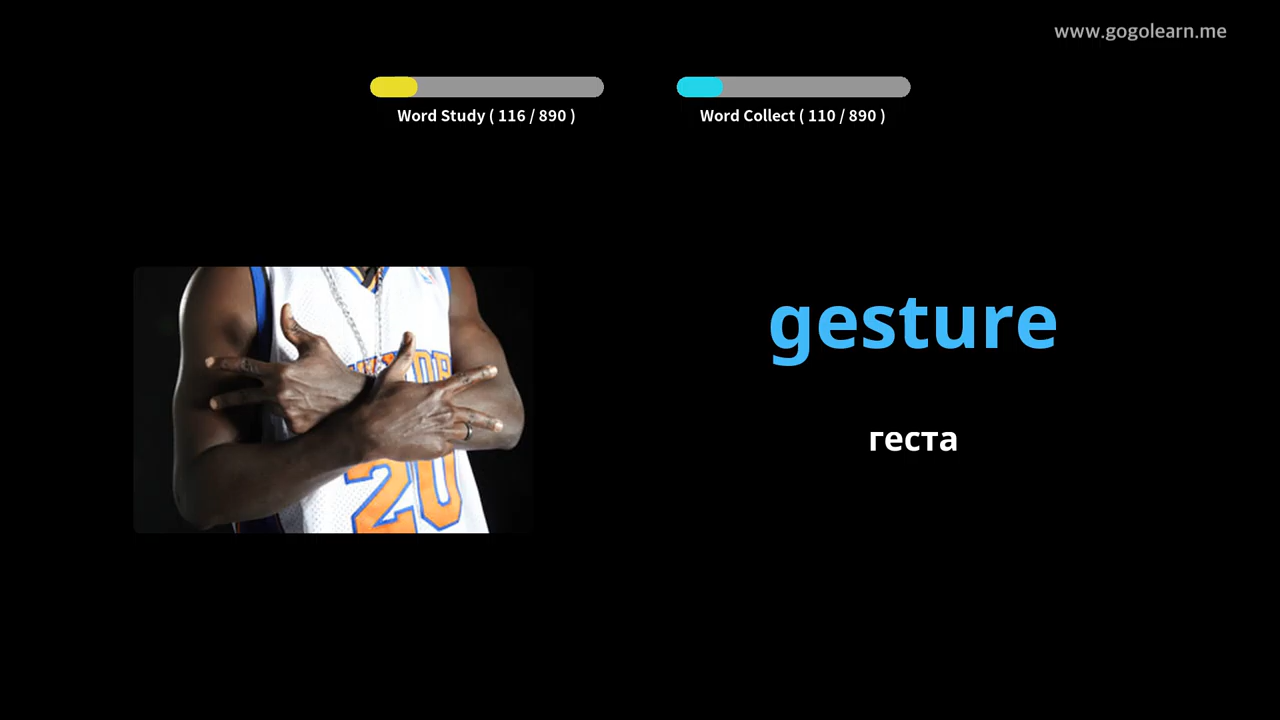 www.gogolearn.me
Word Study ( 116 / 890 )
Word Collect ( 110 / 890 )
gesture
геста
20